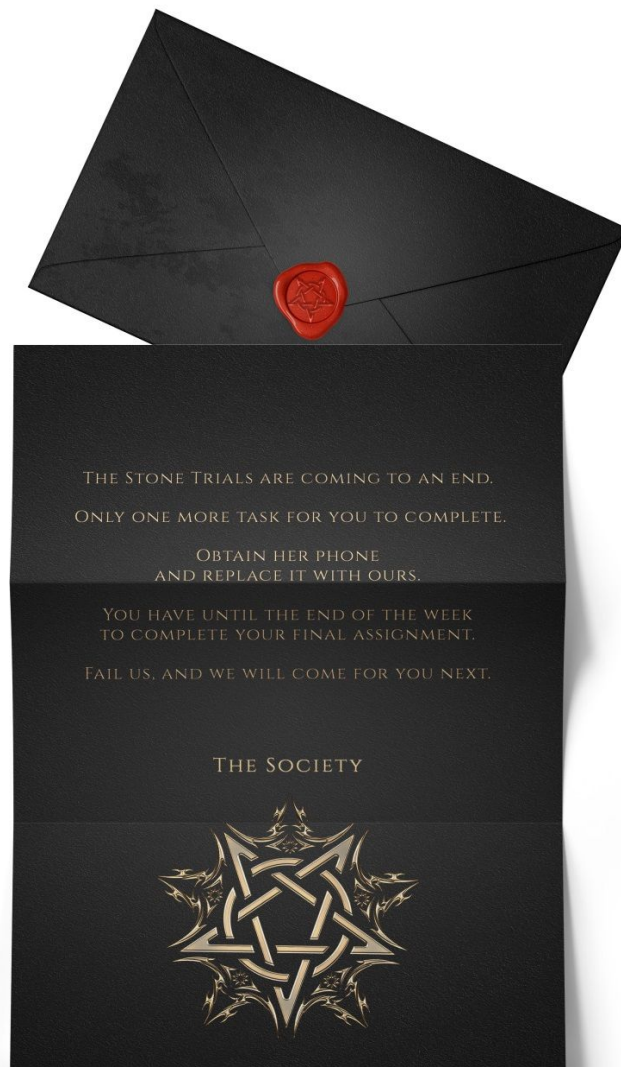 The Stone Trials are coming to an end.
Only one more task for you to complete.
Obtain her phone
and replace it with ours.
You have until the end of the week
to complete your final assignment.
Fail us, and we will come for you next.
The Society